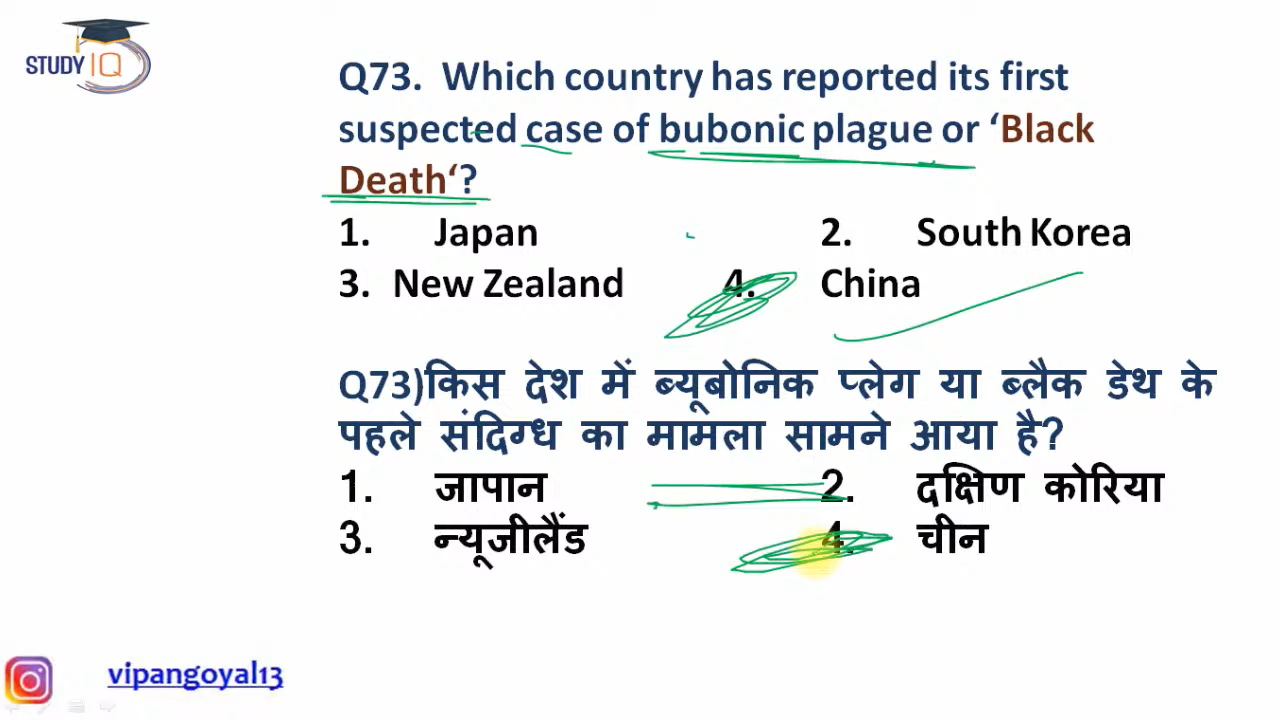 STUDY IQ
Q73. Which country has reported its first
suspected case of bubonic plague or ‘Black
Death‘?
1. Japan 2. South Korea
3. New Zealand 4. China
Q73)किस देश में ब्यूबोनिक प्लेग या ब्लैक डेथ के
पहले संदिग्ध का मामला सामने आया है?
1. जापान 2. दक्षिण कोरिया
3. न्यूजीलैंड 4. चीन
vipangoyal13